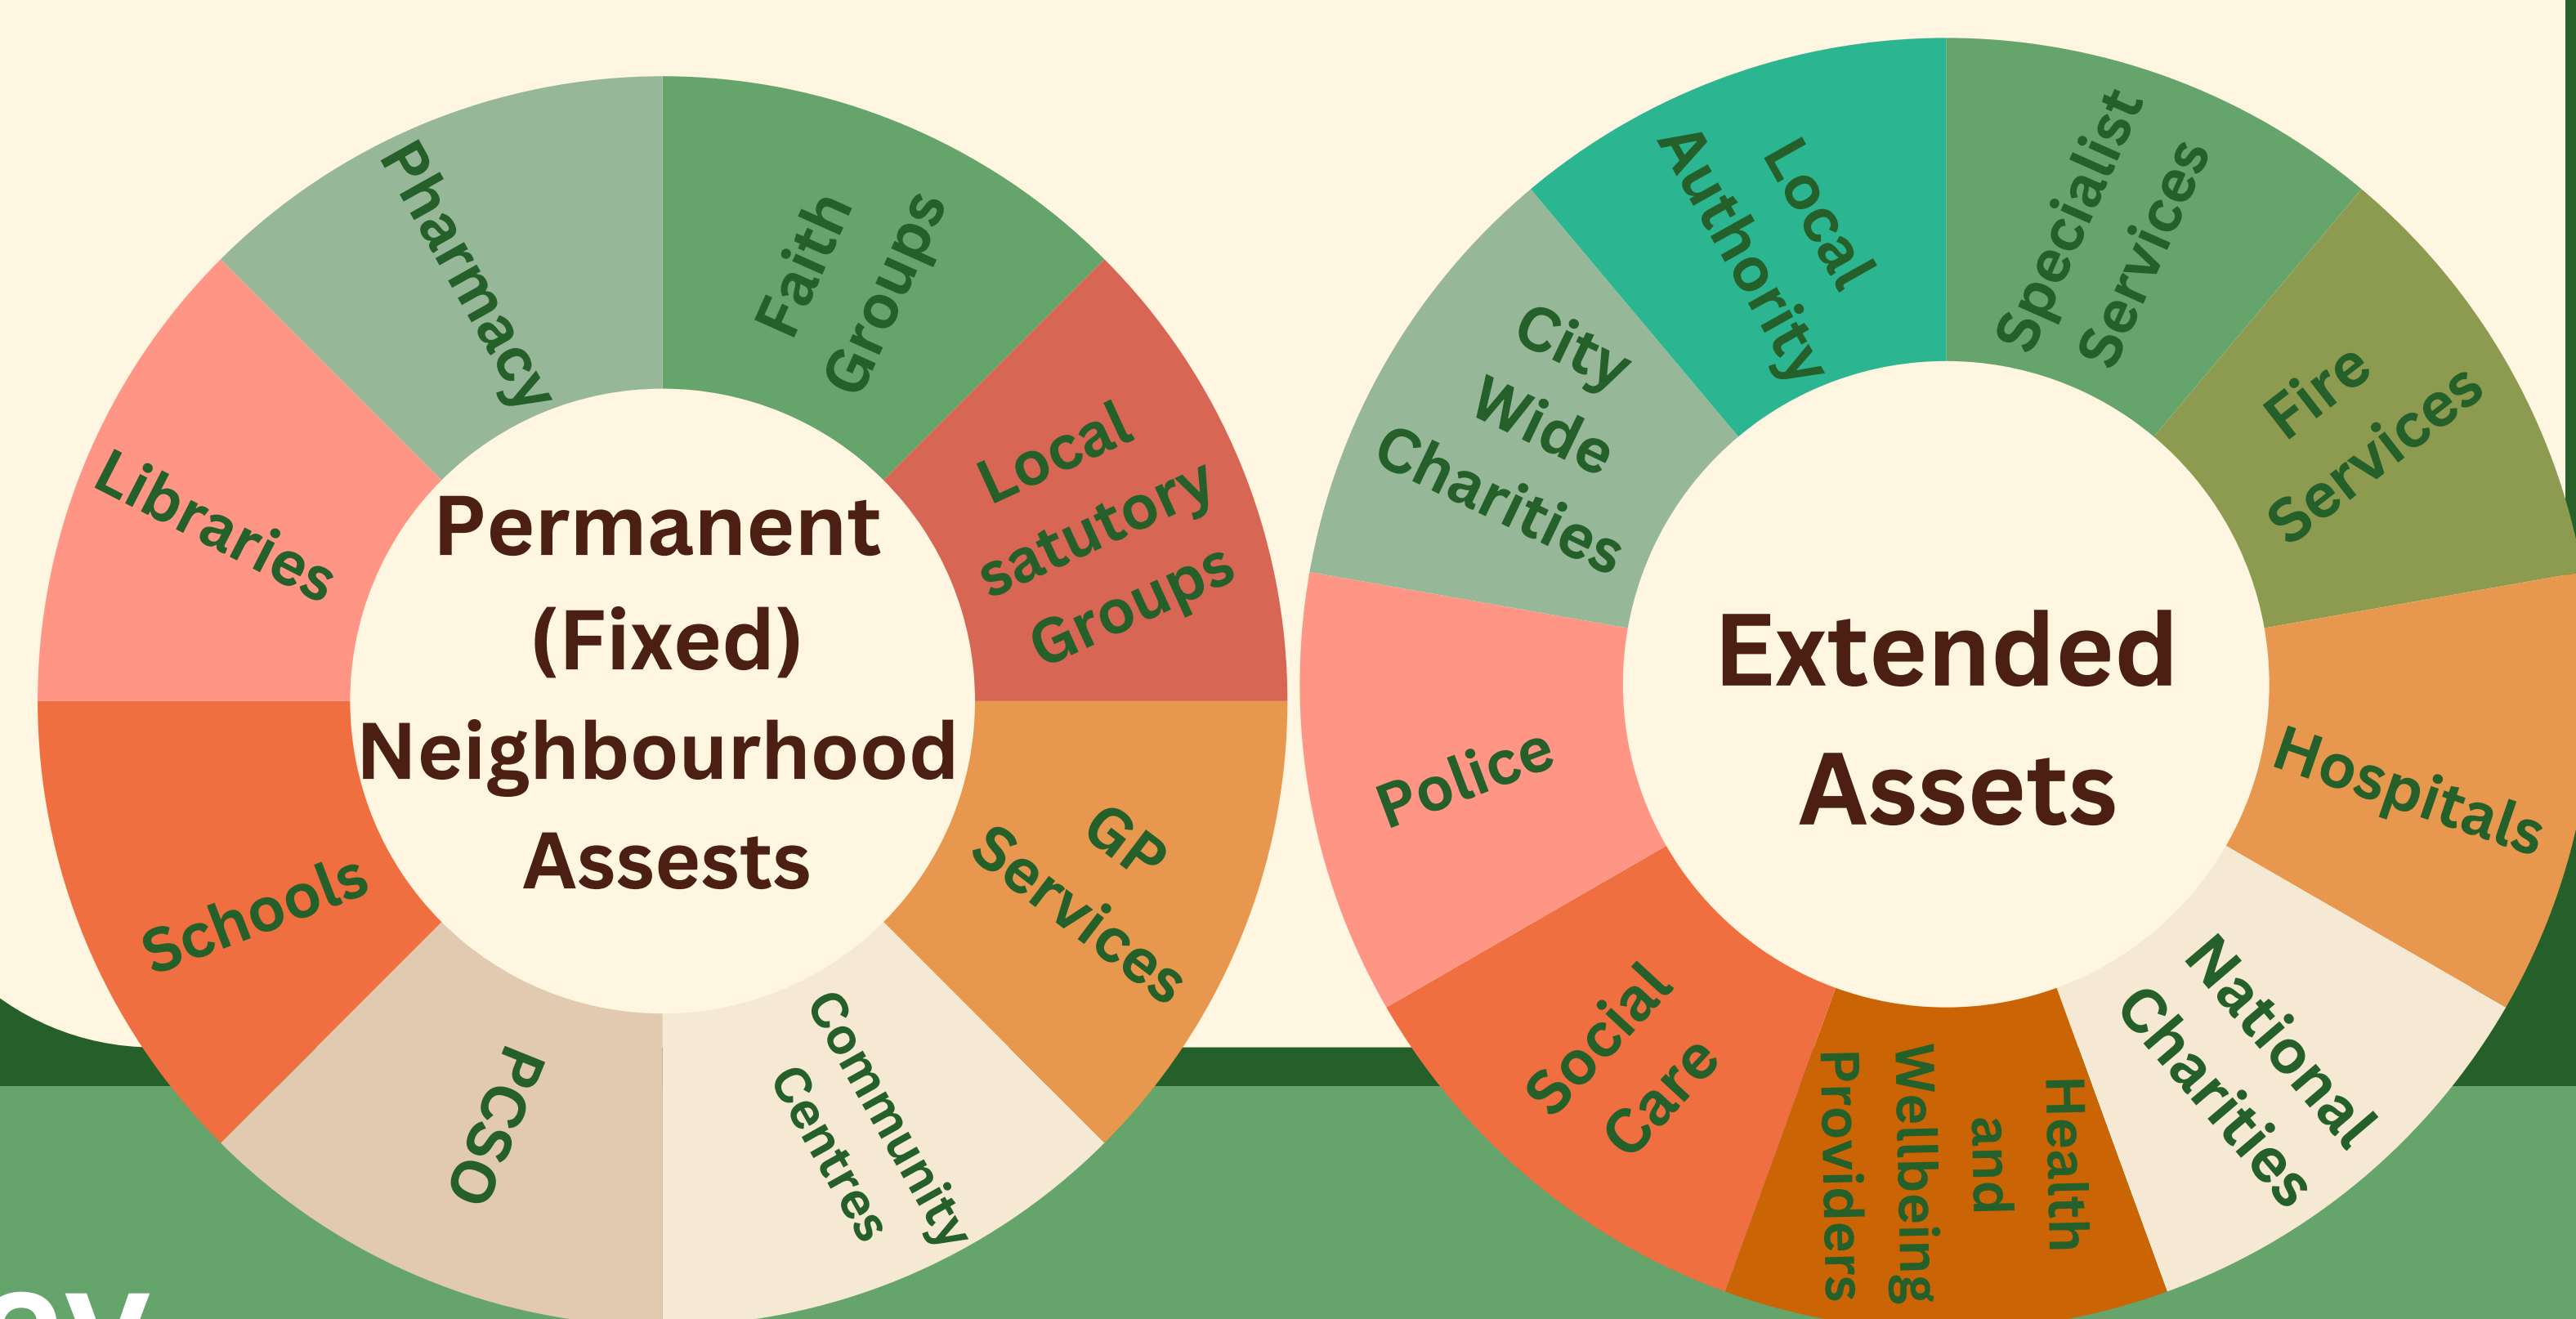 Permanent
(Fixed)
Neighbourhood
Assests
Faith
Groups
Local
satutory
Groups
GP
Services
Community
Centres
PCSO
Schools
Libraries
Pharmacy
Extended
Assets
Specialist
Services
Fire
Services
Hospitals
National
Charities
Health
and
Wellbeing
Providers
Social
Care
Police
City
Wide
Charities
Local
Authority